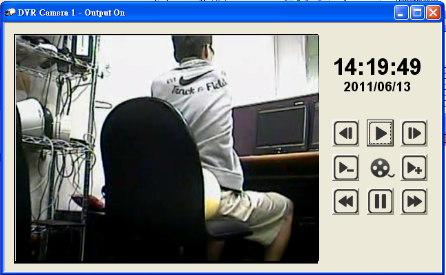 DVR Camera 1 - Output On
Track & Field
14:19:49
2011/06/13